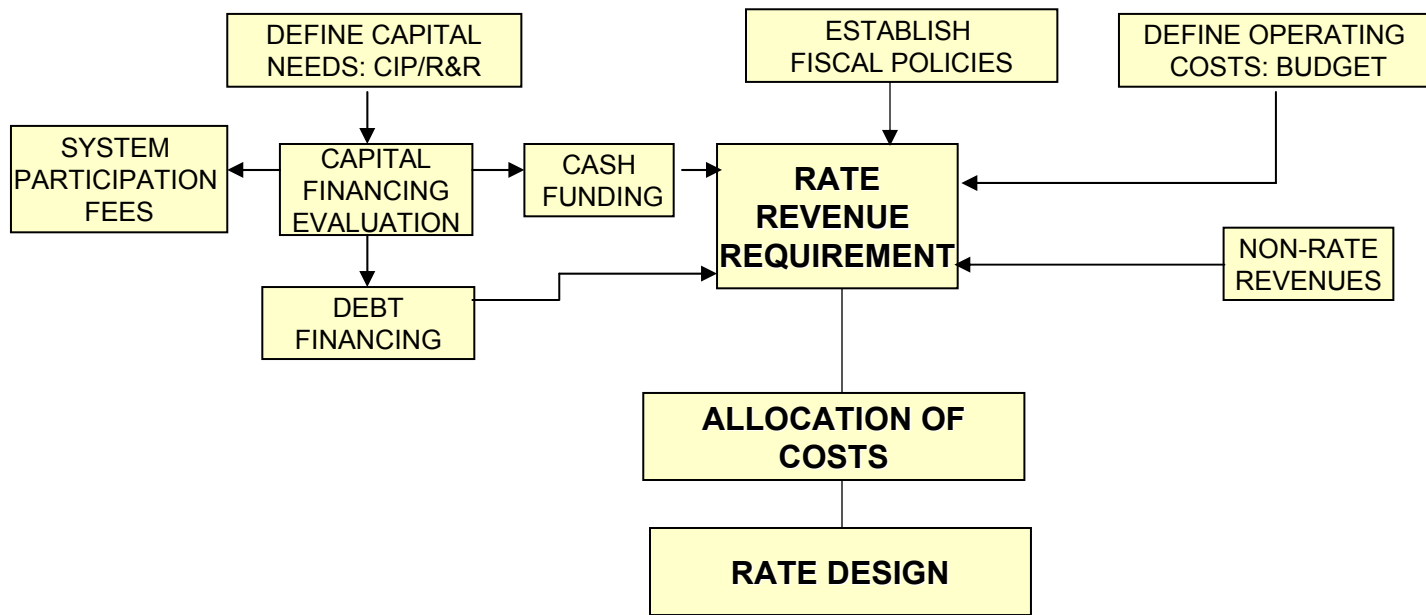 DEFINE CAPITAL
NEEDS: CIP/R&R
ESTABLISH
FISCAL POLICIES
DEFINE OPERATING
COSTS: BUDGET
SYSTEM
PARTICIPATION
FEES
CAPITAL
FINANCING
EVALUATION
CASH
FUNDING
RATE
REVENUE
REQUIREMENT
NON-RATE
REVENUES
DEBT
FINANCING
ALLOCATION OF
COSTS
RATE DESIGN